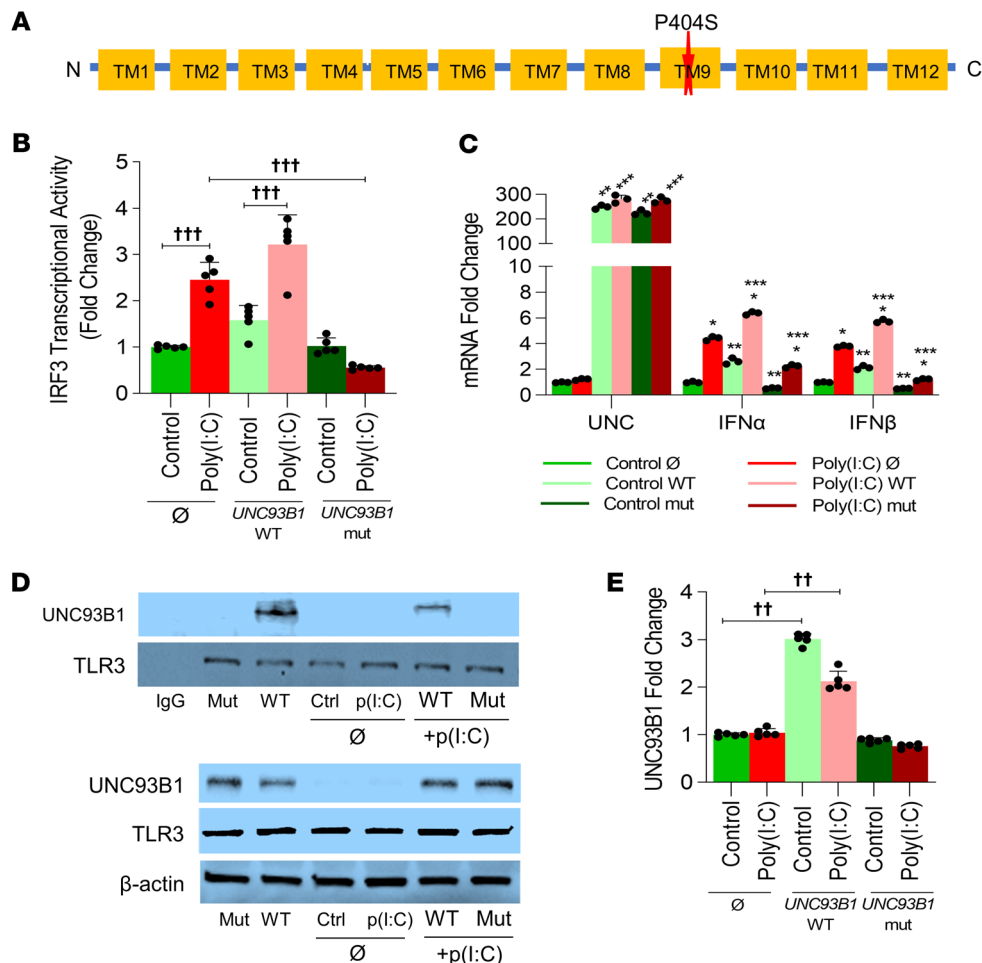 A
P404S
N TM1 TM2 TM3 TM4 TM5 TM6 TM7 TM8 TM9 TM10 TM11 TM12 C
B
IRF3 Transcriptional Activity
(Fold Change)
5
4
3
2
1
0
†††
†††
†††
Control Poly(I:C) Control Poly(I:C) Control Poly(I:C)
Ø UNC93B1 UNC93B1
WT mut
C
mRNA Fold Change
300
200
100
10
8
6
4
2
0
** *** ** ***
* ** *** * ** *** *
* ** *** * ** *** *
UNC IFNα IFNβ
Control Ø Poly(I:C) Ø
Control WT Poly(I:C) WT
Control mut Poly(I:C) mut
D
UNC93B1
TLR3
IgG Mut WT Ctrl p(I:C) WT Mut
Ø +p(I:C)
UNC93B1
TLR3
β-actin
Mut WT Ctrl p(I:C) WT Mut
Ø +p(I:C)
E
UNC93B1 Fold Change
4
3
2
1
0
††
††
Control Poly(I:C) Control Poly(I:C) Control Poly(I:C)
Ø UNC93B1 UNC93B1
WT mut